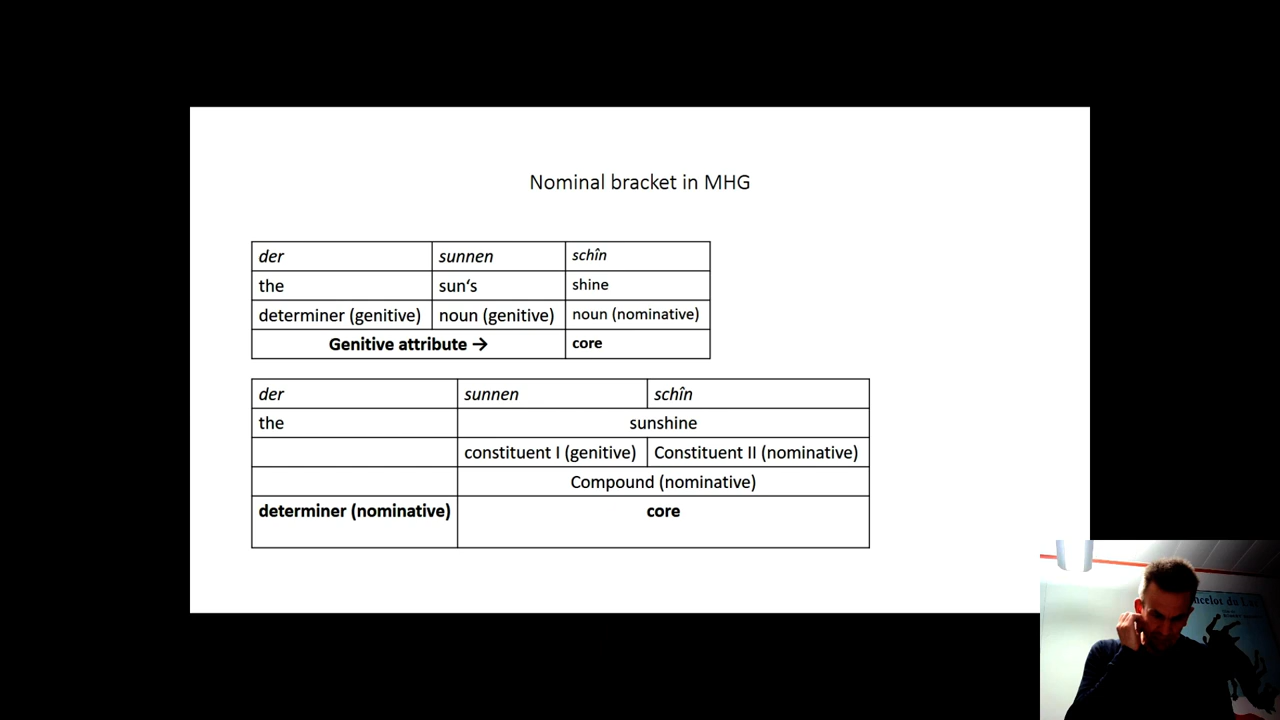 Nominal bracket in MHG
der sunnen schîn
the sun‘s shine
determiner (genitive) noun (genitive) noun (nominative)
Genitive attribute → core
der sunnen schîn
the sunshine
constituent I (genitive) Constituent II (nominative)
Compound (nominative)
determiner (nominative) core